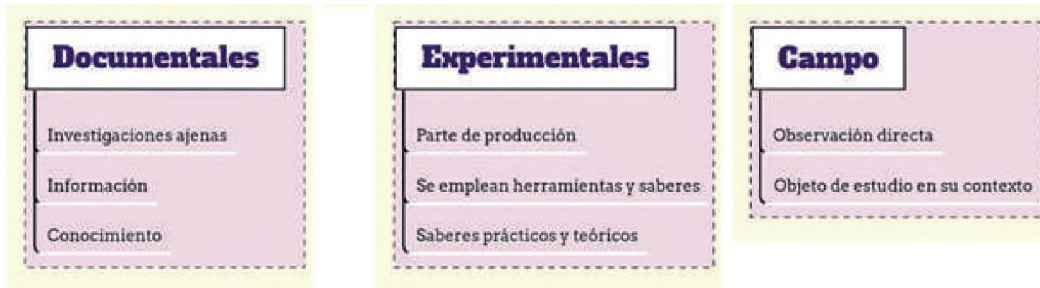 Documentales
Investigaciones ajenas
Información
Conocimiento
Experimentales
Parte de producción
Se emplean herramientas y saberes
Saberes prácticos y teóricos
Campo
Observación directa
Objeto de estudio en su contexto